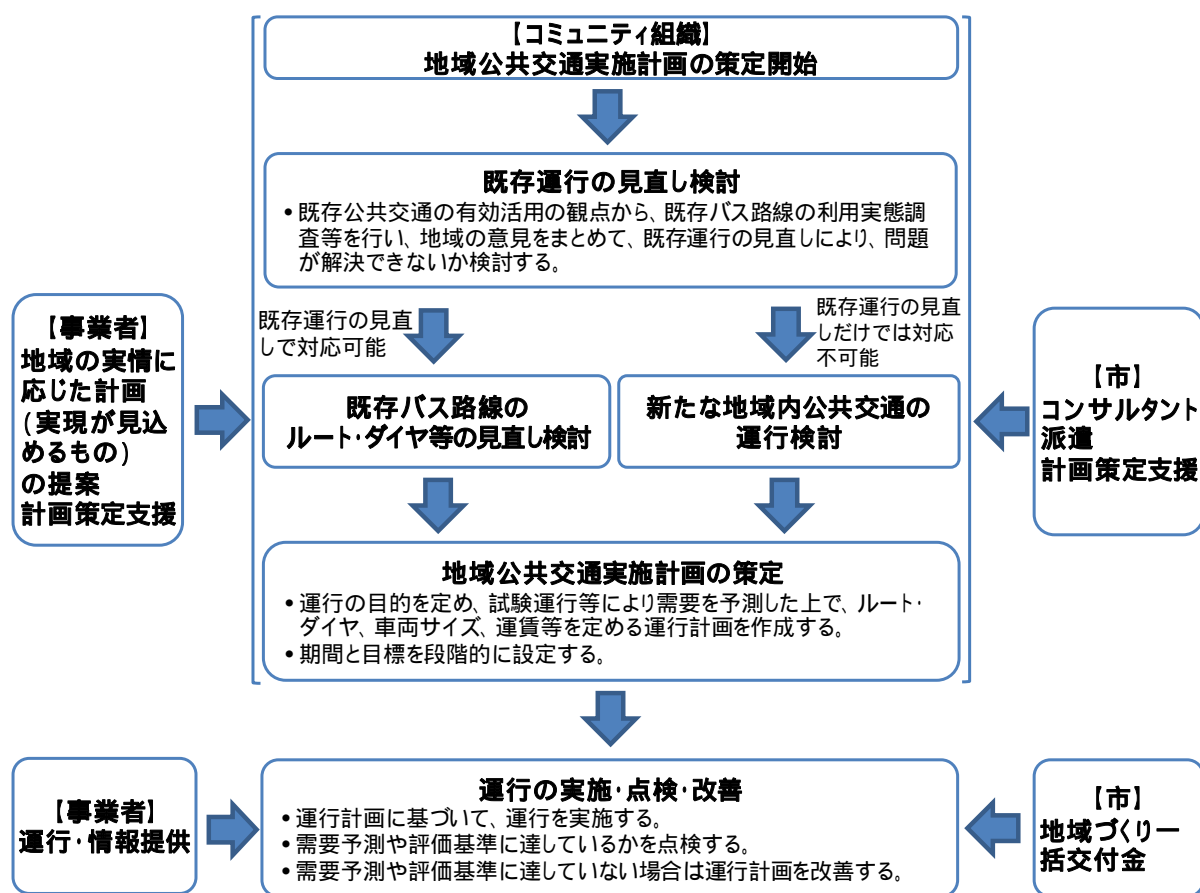 【コミュニティ組織】
地域公共交通実施計画の策定開始
既存運行の見直し検討
•既存公共交通の有効活用の観点から、既存バス路線の利用実態調
査等を行い、地域の意見をまとめて、既存運行の見直しにより、問題
が解決できないか検討する。
既存運行の見直
しで対応可能
既存運行の見直
しだけでは対応
不可能
【事業者】
地域の実情に
応じた計画
(実現が見込
めるもの)
の提案
計画策定支援
既存バス路線の
ルート・ダイヤ等の見直し検討
新たな地域内公共交通の
運行検討
【市】
コンサルタント
派遣
計画策定支援
地域公共交通実施計画の策定
•運行の目的を定め、試験運行等により需要を予測した上で、ルート・
ダイヤ、車両サイズ、運賃等を定める運行計画を作成する。
•期間と目標を段階的に設定する。
【事業者】
運行・情報提供
運行の実施・点検・改善
•運行計画に基づいて、運行を実施する。
•需要予測や評価基準に達しているかを点検する。
•需要予測や評価基準に達していない場合は運行計画を改善する。
【市】
地域づくり一
括交付金